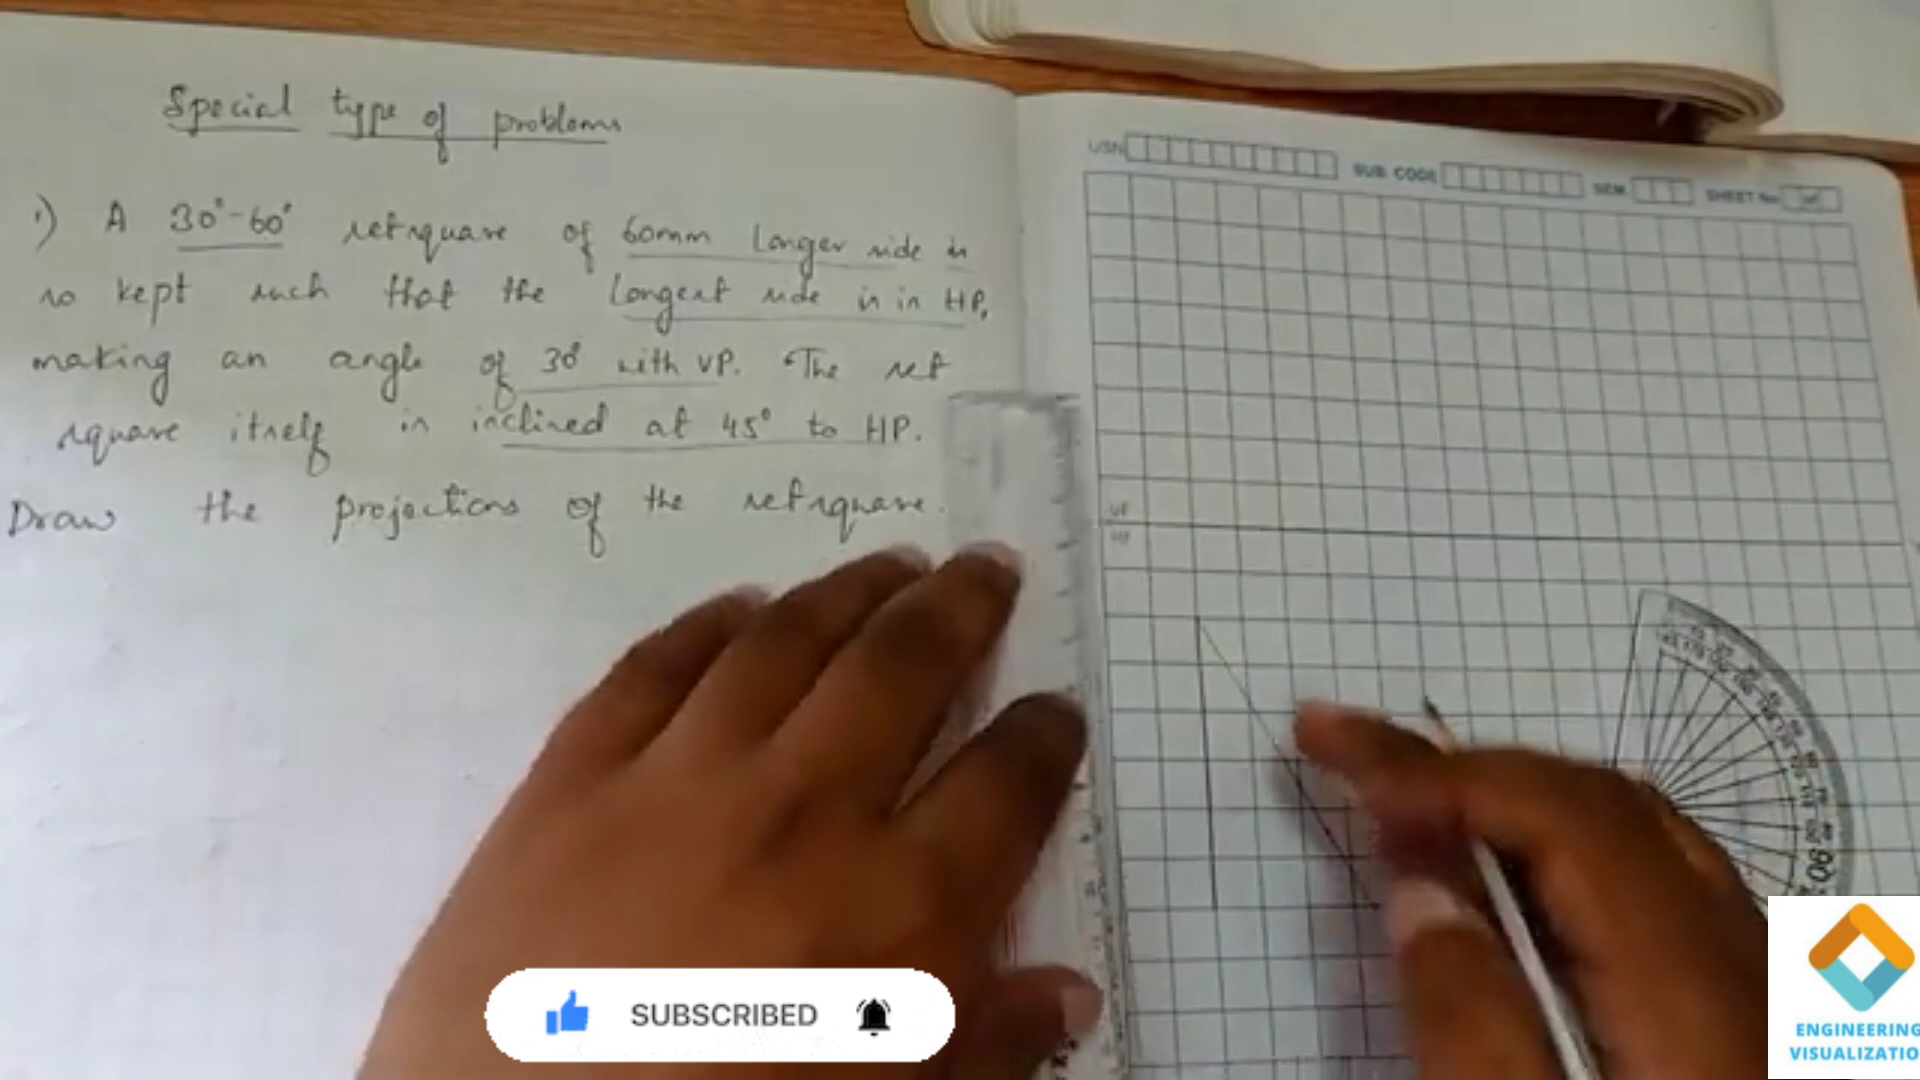 Special type of problems
1) A 30°-60° setsquare of 60mm longer side is
so kept such that the longest side is in HP,
making an angle of 30° with VP. The set
square itself is inclined at 45° to HP.
Draw the projections of the setsquare.
USN
SUB. CODE
SEM
SHEET No
VP
HP
90
SUBSCRIBED
ENGINEERING
VISUALIZATIO